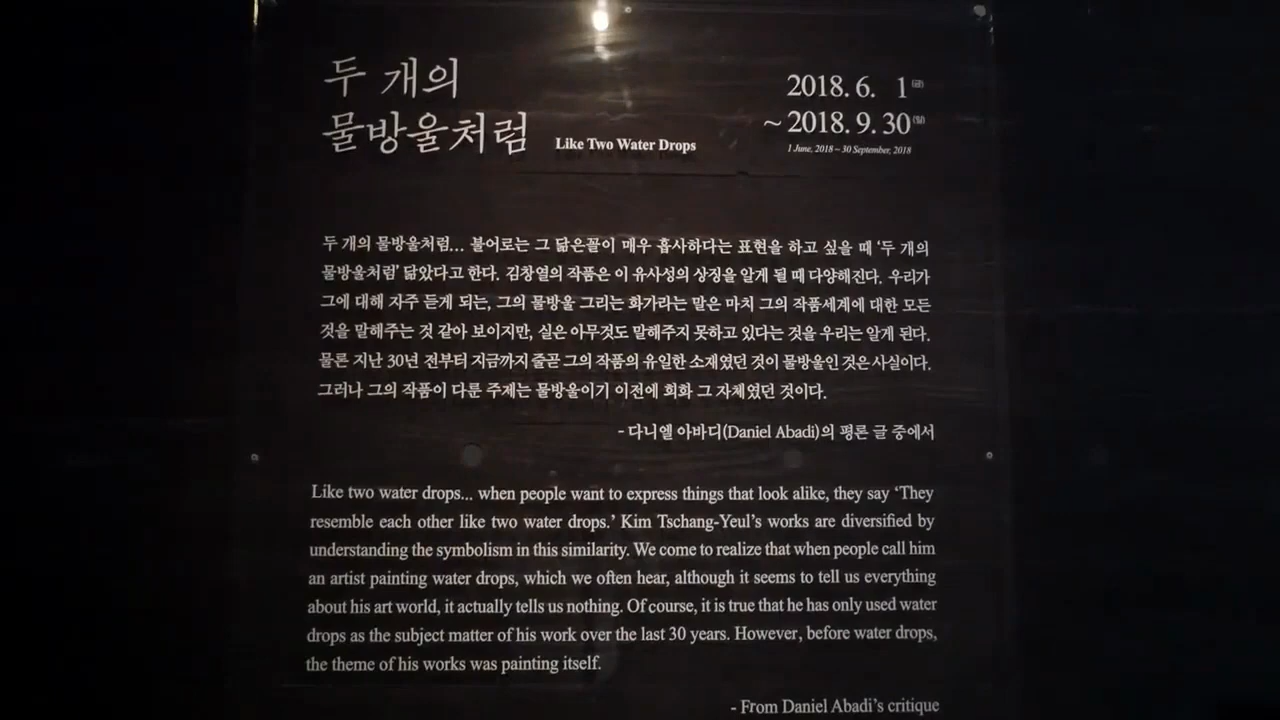 두 개의
물방울처럼 Like Two Water Drops
2018. 6. 1 (금)
~ 2018. 9. 30 (일)
1 June, 2018 ~ 30 September, 2018
두 개의 물방울처럼... 불어로는 그 닮은꼴이 매우 흡사하다는 표현을 하고 싶을 때 ‘두 개의
물방울처럼’ 닮았다고 한다. 김창열의 작품은 이 유사성의 상징을 알게 될 때 다양해진다. 우리가
그에 대해 자주 듣게 되는, 그의 물방울 그리는 화가라는 말은 마치 그의 작품세계에 대한 모든
것을 말해주는 것 같아 보이지만, 실은 아무것도 말해주지 못하고 있다는 것을 우리는 알게 된다.
물론 지난 30년 전부터 지금까지 줄곧 그의 작품의 유일한 소재였던 것이 물방울인 것은 사실이다.
그러나 그의 작품이 다룬 주제는 물방울이기 이전에 회화 그 자체였던 것이다.
- 다니엘 아바디(Daniel Abadi)의 평론 글 중에서
Like two water drops... when people want to express things that look alike, they say ‘They
resemble each other like two water drops.’ Kim Tschang-Yeul’s works are diversified by
understanding the symbolism in this similarity. We come to realize that when people call him
an artist painting water drops, which we often hear, although it seems to tell us everything
about his art world, it actually tells us nothing. Of course, it is true that he has only used water
drops as the subject matter of his work over the last 30 years. However, before water drops,
the theme of his works was painting itself.
- From Daniel Abadi’s critique